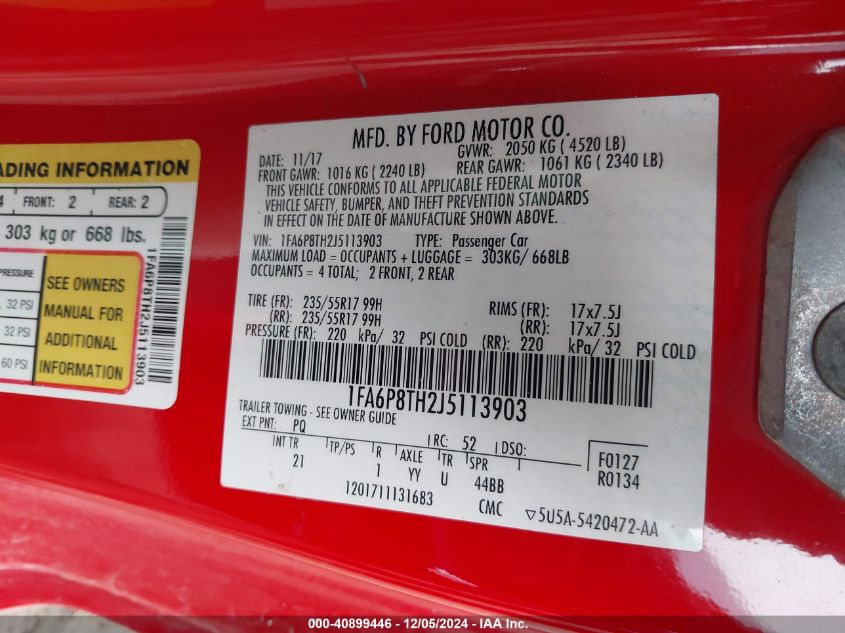 ADING INFORMATION
4 FRONT: 2 REAR: 2
303 kg or 668 lbs.
PRESSURE
32 PSI
32 PSI
60 PSI
SEE OWNERS
MANUAL FOR
ADDITIONAL
INFORMATION
1FA6P8TH2J5113903
MFD. BY FORD MOTOR CO.
DATE: 11/17 GVWR: 2050 KG (4520 LB)
FRONT GAWR: 1016 KG (2240 LB) REAR GAWR: 1061 KG (2340 LB)
THIS VEHICLE CONFORMS TO ALL APPLICABLE FEDERAL MOTOR
VEHICLE SAFETY, BUMPER, AND THEFT PREVENTION STANDARDS
IN EFFECT ON THE DATE OF MANUFACTURE SHOWN ABOVE.
VIN: 1FA6P8TH2J5113903 TYPE: Passenger Car
MAXIMUM LOAD = OCCUPANTS + LUGGAGE = 303KG/ 668LB
OCCUPANTS = 4 TOTAL; 2 FRONT, 2 REAR
TIRE (FR): 235/55R17 99H RIMS (FR): 17x7.5J
(RR): 235/55R17 99H (RR): 17x7.5J
PRESSURE (FR): 220 kPa/ 32 PSI COLD (RR): 220 kPa/ 32 PSI COLD
1FA6P8TH2J5113903
TRAILER TOWING - SEE OWNER GUIDE
EXT PNT: PQ RC: 52 DSO:
INT TR TP/PS R AXLE TR SPR
21 1 YY U 44BB
F0127
R0134
1201711131683 CMC ▽5U5A-5420472-AA
000-40899446 - 12/05/2024 - IAA Inc.